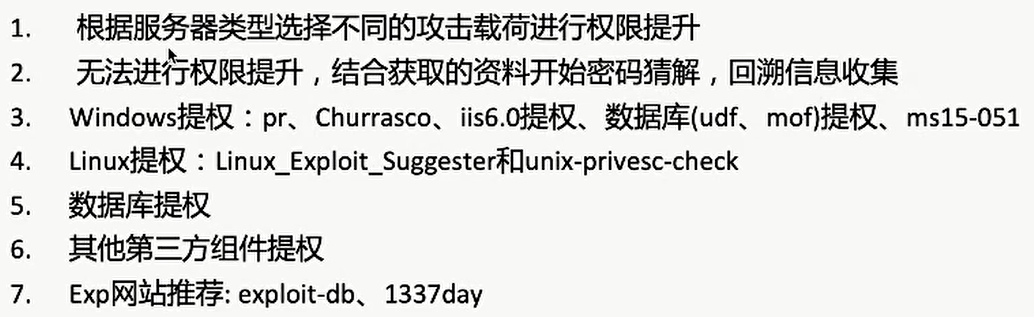 1. 根据服务器类型选择不同的攻击载荷进行权限提升
2. 无法进行权限提升，结合获取的资料开始密码猜解，回溯信息收集
3. Windows提权：pr、Churrasco、iis6.0提权、数据库(udf、mof)提权、ms15-051
4. Linux提权：Linux_Exploit_Suggester和unix-privesc-check
5. 数据库提权
6. 其他第三方组件提权
7. Exp网站推荐: exploit-db、1337day